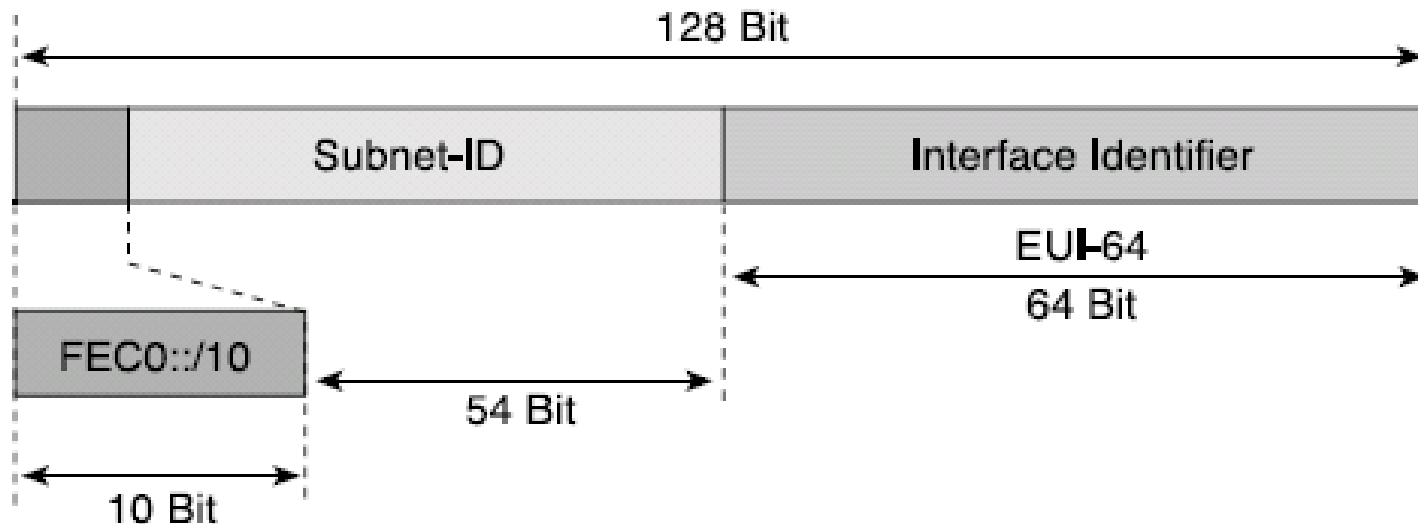 128 Bit
Subnet-ID
Interface Identifier
EUI-64
64 Bit
FEC0::/10
54 Bit
10 Bit